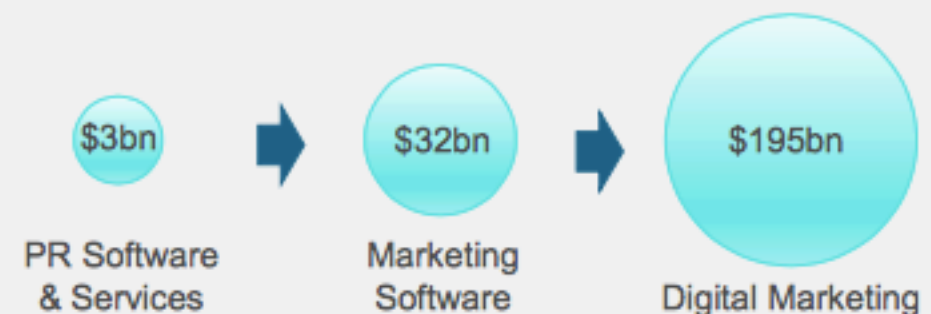 $3bn
$32bn
$195bn
PR Software
& Services
Marketing
Software
Digital Marketing